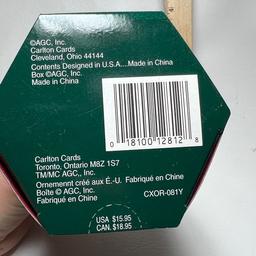 ©AGC, Inc.
Carlton Cards
Cleveland, Ohio 44144
Contents Designed in U.S.A....Made in China
Box ©AGC, Inc.
Made in China
0 18100 12812 8
Carlton Cards
Toronto, Ontario M8Z 1S7
TM/MC AGC., Inc.
Ornemennt créé aux É.-U. Fabriqué en Chine
Boîte © AGC, Inc.
Fabriqué en Chine
CXOR-081Y
USA $15.95
CAN. $18.95